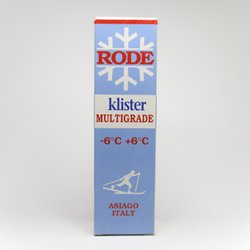 RODE
klister
MULTIGRADE
-6°C +6°C
ASIAGO
ITALY